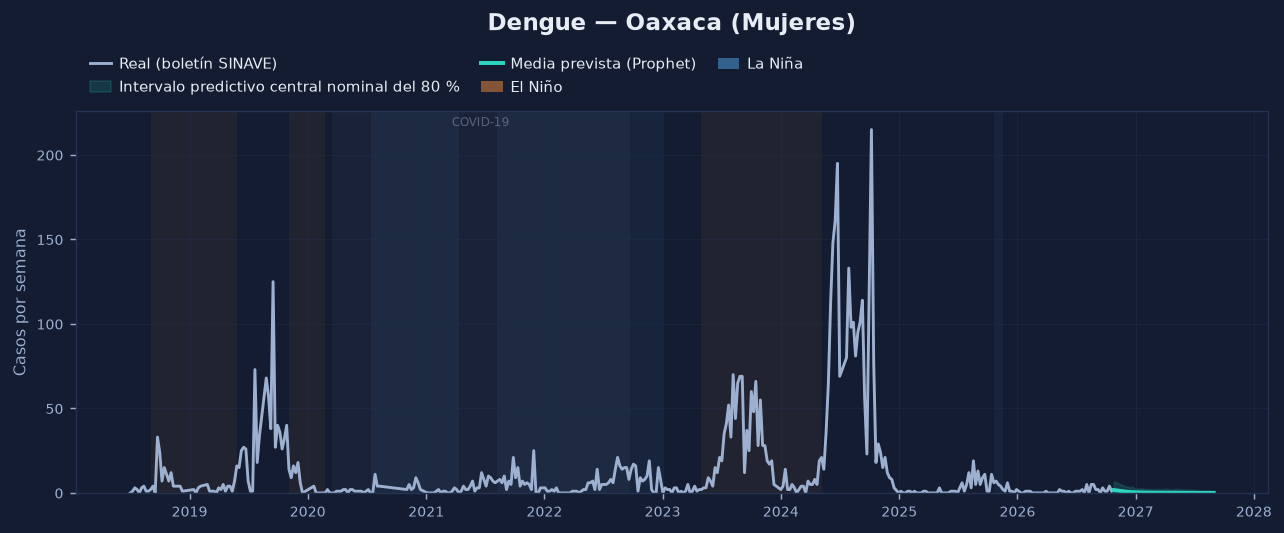 Dengue — Oaxaca (Mujeres)
Real (boletín SINAVE)
Media prevista (Prophet)
La Niña
Intervalo predictivo central nominal del 80 %
El Niño
COVID-19
Casos por semana
200
150
100
50
0
2019 2020 2021 2022 2023 2024 2025 2026 2027 2028